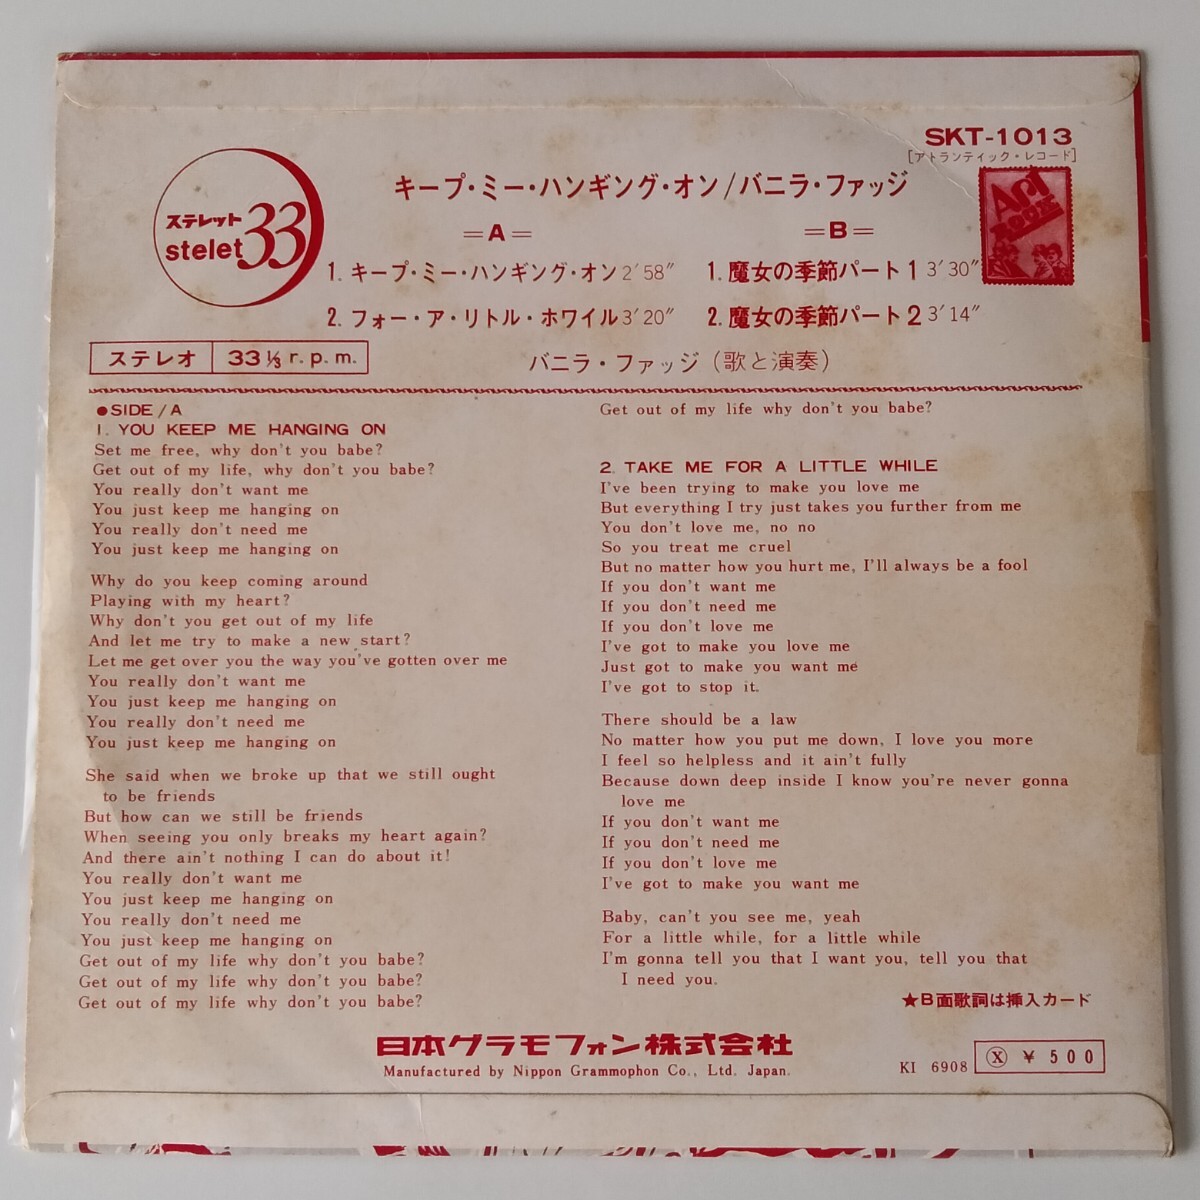 SKT-1013
[アトランティック・レコード]
ステレット
stelet 33
キープ・ミー・ハンギング・オン/バニラ・ファッジ
=A=
1. キープ・ミー・ハンギング・オン 2′58″
2. フォー・ア・リトル・ホワイル 3′20″
=B=
1. 魔女の季節パート1 3′30″
2. 魔女の季節パート2 3′14″
Art
ステレオ 33⅓ r.p.m.
バニラ・ファッジ (歌と演奏)
●SIDE/A
1. YOU KEEP ME HANGING ON
Set me free, why don't you babe?
Get out of my life, why don't you babe?
You really don't want me
You just keep me hanging on
You really don't need me
You just keep me hanging on
Why do you keep coming around
Playing with my heart?
Why don't you get out of my life
And let me try to make a new start?
Let me get over you the way you've gotten over me
You really don't want me
You just keep me hanging on
You really don't need me
You just keep me hanging on
She said when we broke up that we still ought
to be friends
But how can we still be friends
When seeing you only breaks my heart again?
And there ain't nothing I can do about it!
You really don't want me
You just keep me hanging on
You really don't need me
You just keep me hanging on
Get out of my life why don't you babe?
Get out of my life why don't you babe?
Get out of my life why don't you babe?
Get out of my life why don't you babe?
2. TAKE ME FOR A LITTLE WHILE
I've been trying to make you love me
But everything I try just takes you further from me
You don't love me, no no
So you treat me cruel
But no matter how you hurt me, I'll always be a fool
If you don't want me
If you don't need me
If you don't love me
I've got to make you love me
Just got to make you want me
I've got to stop it.
There should be a law
No matter how you put me down, I love you more
I feel so helpless and it ain't fully
Because down deep inside I know you're never gonna
love me
If you don't want me
If you don't need me
If you don't love me
I've got to make you want me
Baby, can't you see me, yeah
For a little while, for a little while
I'm gonna tell you that I want you, tell you that
I need you.
★B面歌詞は挿入カード
日本グラモフォン株式会社
Manufactured by Nippon Grammophon Co., Ltd. Japan.
KI 6908 Ⓧ ¥500